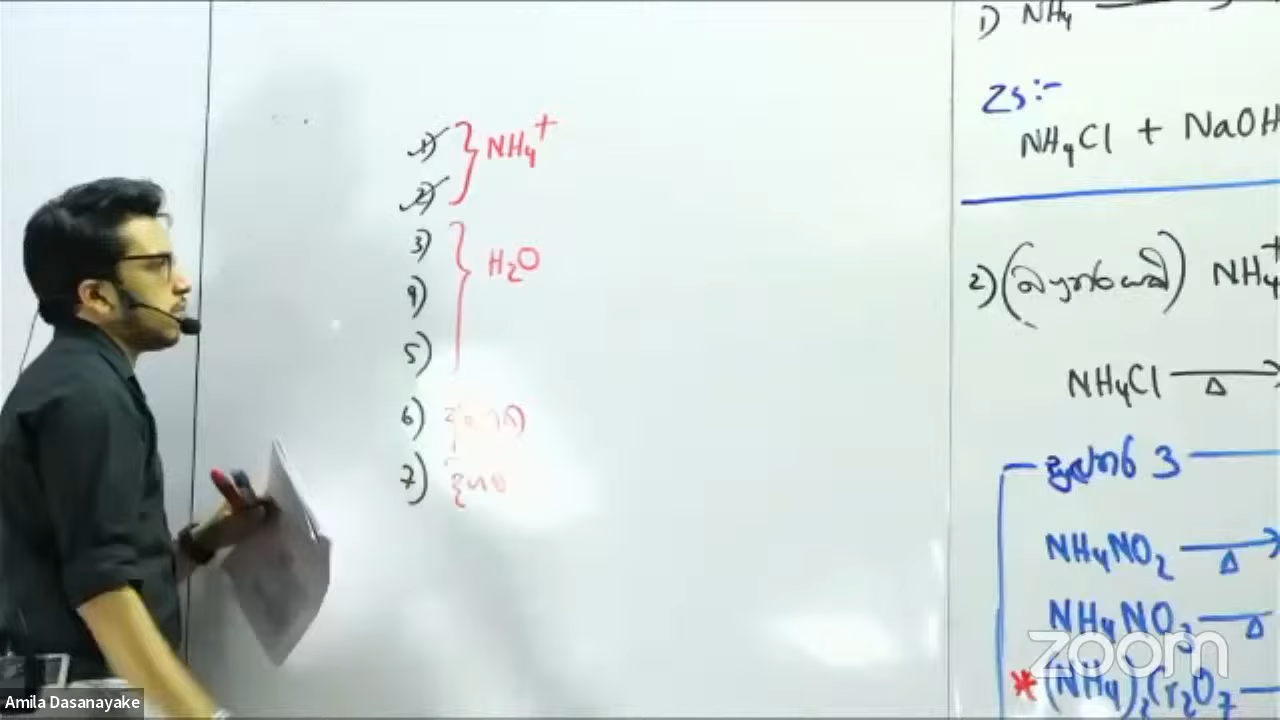 1) NH₄⁺
2)
3) H₂O
4)
5)
6)
7)
1) NH₄ →
Zs:-
NH₄Cl + NaOH
2) ( ) NH₄⁺
NH₄Cl →Δ
3
NH₄NO₂ →Δ
NH₄NO₃ →Δ
* (NH₄)₂Cr₂O₇
zoom
Amila Dasanayake